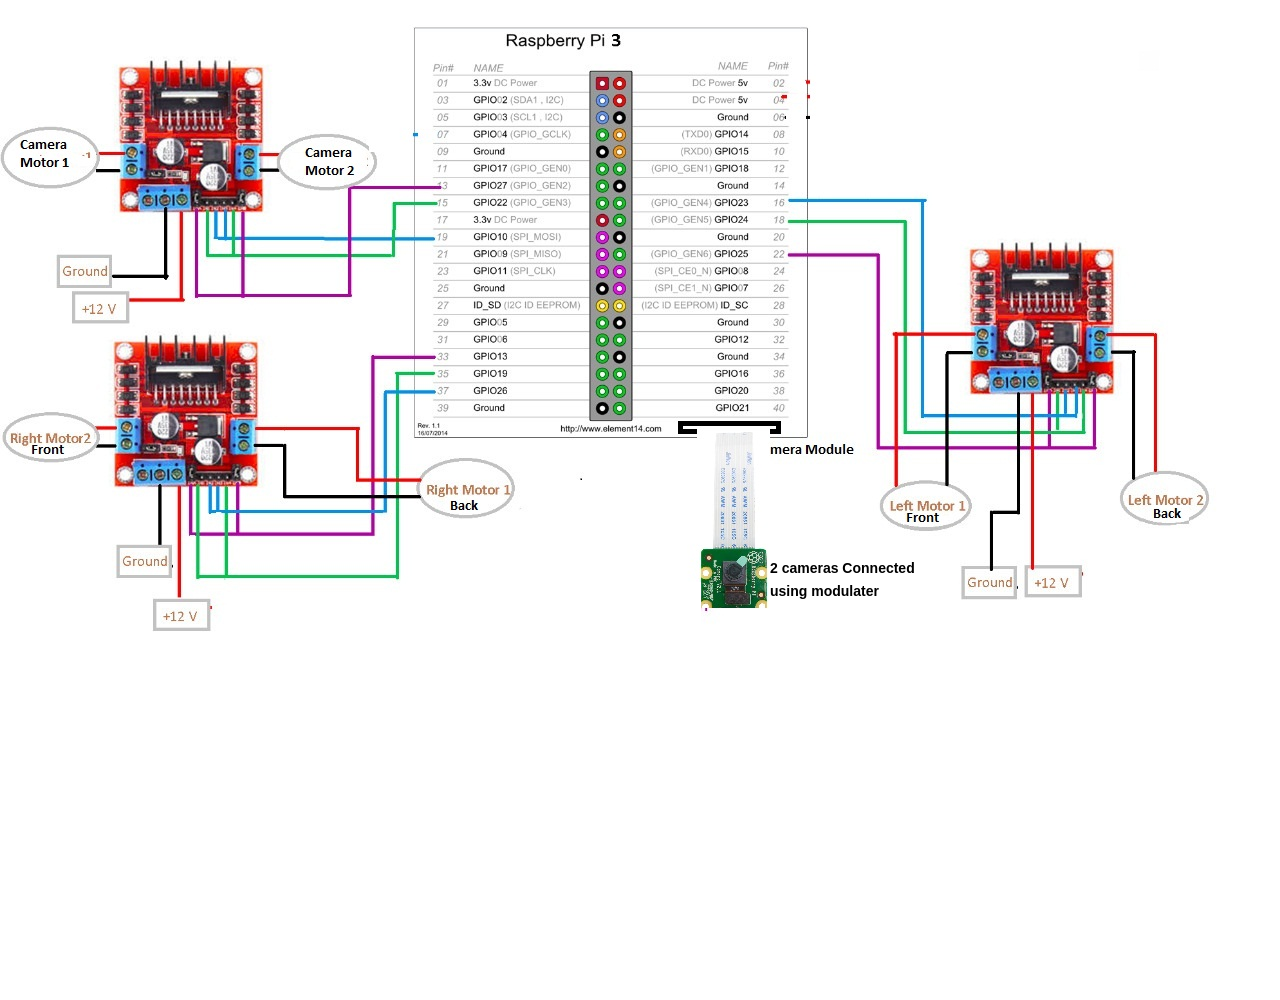 Raspberry Pi 3
Pin# NAME NAME Pin#
01 3.3v DC Power DC Power 5v 02
03 GPIO02 (SDA1 , I2C) DC Power 5v 04
05 GPIO03 (SCL1 , I2C) Ground 06
07 GPIO04 (GPIO_GCLK) (TXD0) GPIO14 08
09 Ground (RXD0) GPIO15 10
11 GPIO17 (GPIO_GEN0) (GPIO_GEN1) GPIO18 12
13 GPIO27 (GPIO_GEN2) Ground 14
15 GPIO22 (GPIO_GEN3) (GPIO_GEN4) GPIO23 16
17 3.3v DC Power (GPIO_GEN5) GPIO24 18
19 GPIO10 (SPI_MOSI) Ground 20
21 GPIO09 (SPI_MISO) (GPIO_GEN6) GPIO25 22
23 GPIO11 (SPI_CLK) (SPI_CE0_N) GPIO08 24
25 Ground (SPI_CE1_N) GPIO07 26
27 ID_SD (I2C ID EEPROM) (I2C ID EEPROM) ID_SC 28
29 GPIO05 Ground 30
31 GPIO06 GPIO12 32
33 GPIO13 Ground 34
35 GPIO19 GPIO16 36
37 GPIO26 GPIO20 38
39 Ground GPIO21 40
Rev. 1.1
16/07/2014
http://www.element14.com
Camera
Motor 1
-1
Camera
Motor 2
Ground
+12 V
Right Motor2
Front
Right Motor 1
Back
Ground
+12 V
mera Module
2 cameras Connected
using modulater
Left Motor 1
Front
Left Motor 2
Back
Ground
+12 V